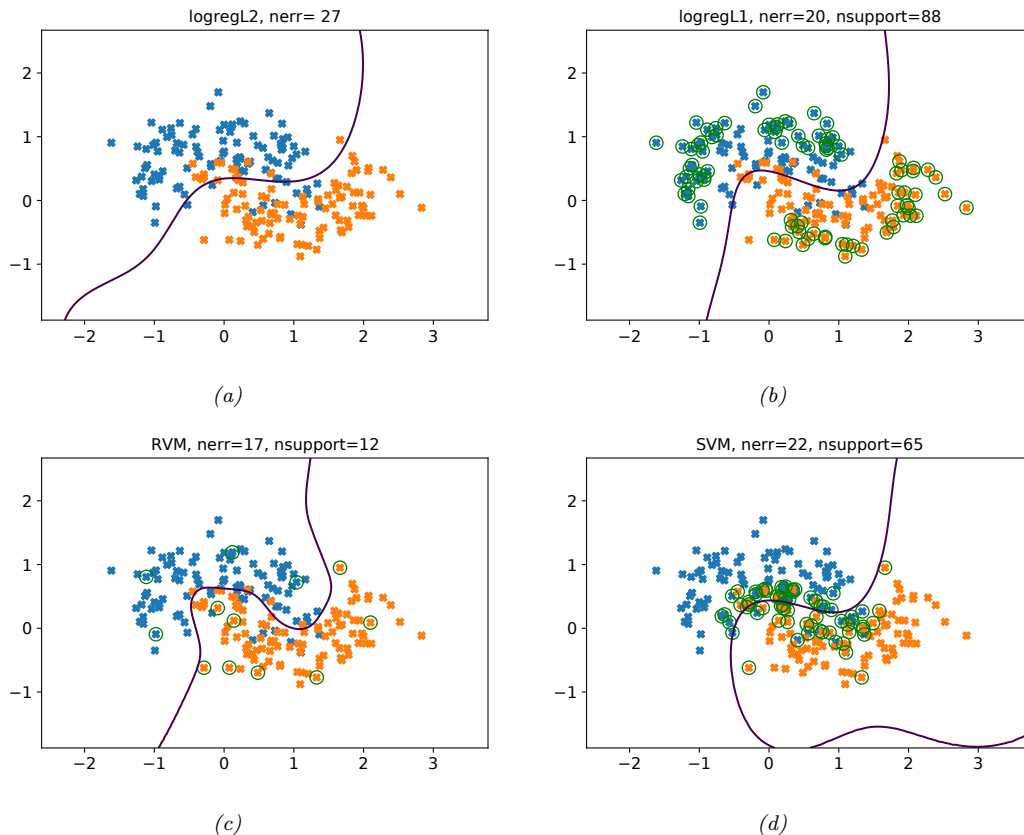 logregL2, nerr= 27
2
1
0
−1
−2 −1 0 1 2 3
(a)
logregL1, nerr=20, nsupport=88
2
1
0
−1
−2 −1 0 1 2 3
(b)
RVM, nerr=17, nsupport=12
2
1
0
−1
−2 −1 0 1 2 3
(c)
SVM, nerr=22, nsupport=65
2
1
0
−1
−2 −1 0 1 2 3
(d)